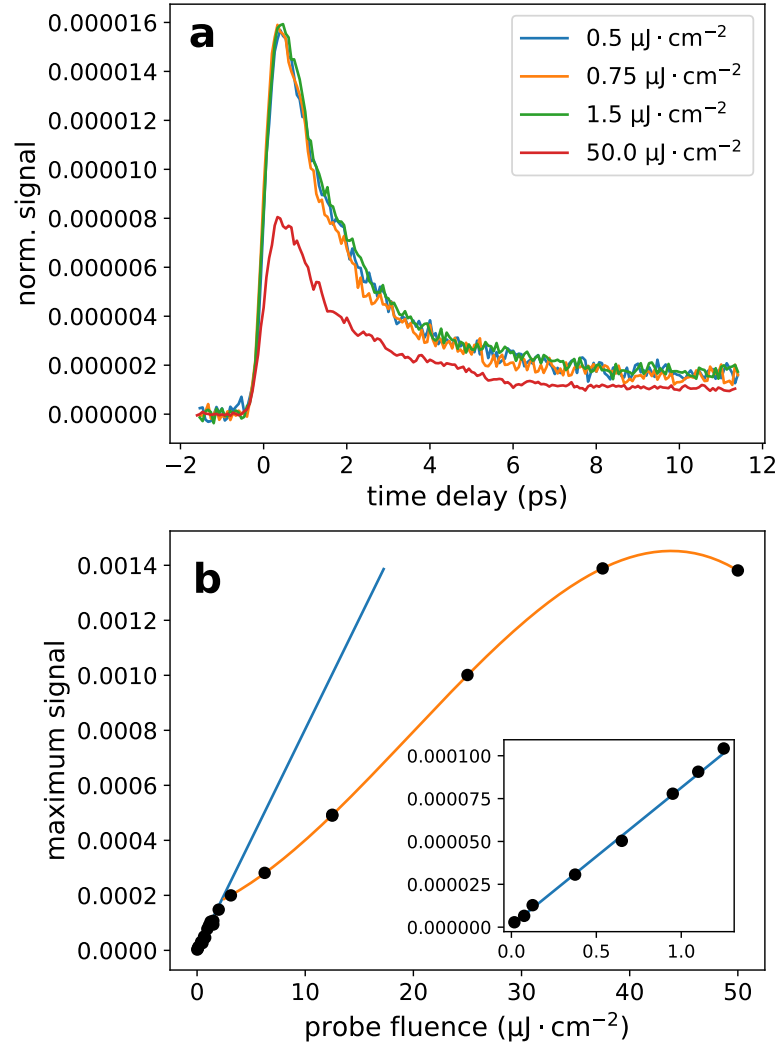 a
0.000016
0.000014
0.000012
0.000010
0.000008
0.000006
0.000004
0.000002
0.000000
norm. signal
0.5 µJ · cm⁻²
0.75 µJ · cm⁻²
1.5 µJ · cm⁻²
50.0 µJ · cm⁻²
−2 0 2 4 6 8 10 12
time delay (ps)
b
0.0014
0.0010
0.0008
0.0006
0.0004
0.0002
0.0000
maximum signal
0.000100
0.000075
0.000050
0.000025
0.000000
0.0 0.5 1.0
0 10 20 30 40 50
probe fluence (µJ · cm⁻²)